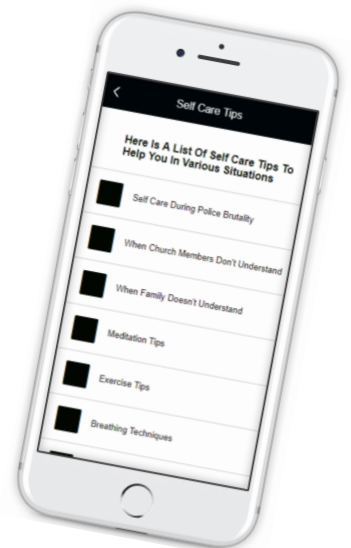 Self Care Tips
Here Is A List Of Self Care Tips To
Help You In Various Situations
Self Care During Police Brutality
When Church Members Don't Understand
When Family Doesn't Understand
Meditation Tips
Exercise Tips
Breathing Techniques